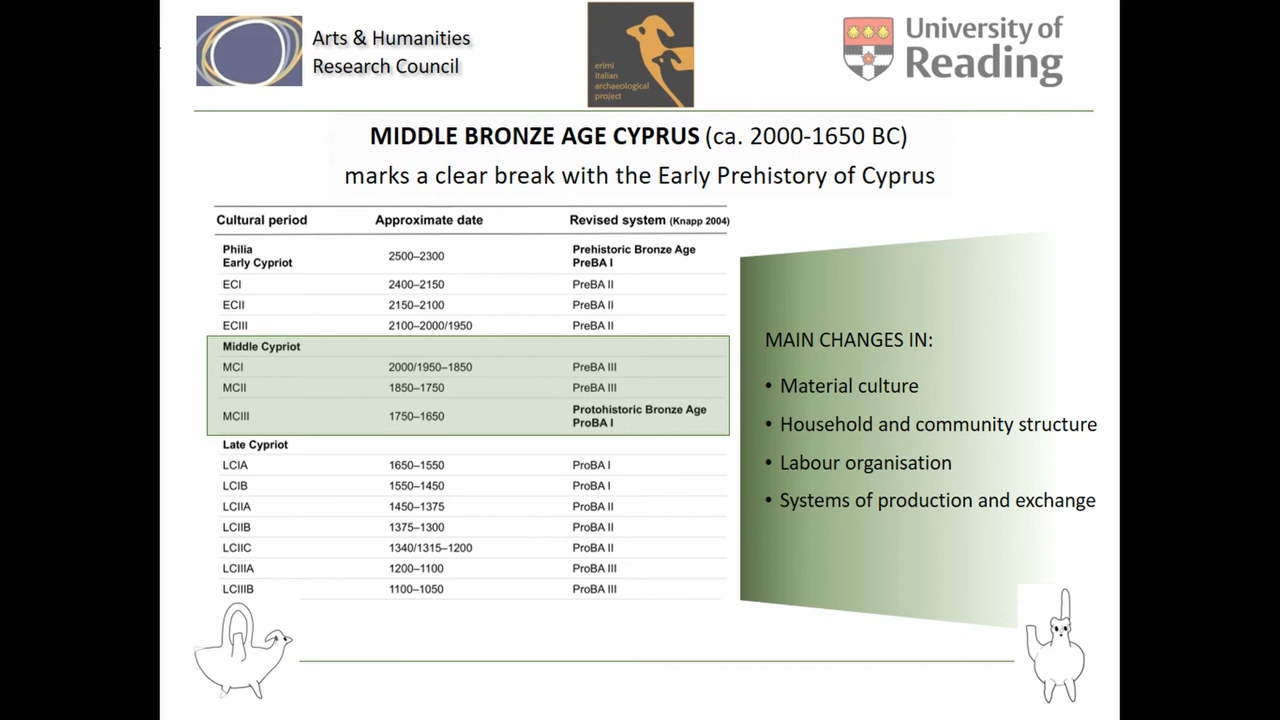 Arts & Humanities
Research Council
erimi
italian
archaeological
project
University of
Reading
MIDDLE BRONZE AGE CYPRUS (ca. 2000-1650 BC)
marks a clear break with the Early Prehistory of Cyprus
Cultural period Approximate date Revised system (Knapp 2004)
Philia
Early Cypriot 2500–2300 Prehistoric Bronze Age
PreBA I
ECI 2400–2150 PreBA II
ECII 2150–2100 PreBA II
ECIII 2100–2000/1950 PreBA II
Middle Cypriot
MCI 2000/1950–1850 PreBA III
MCII 1850–1750 PreBA III
MCIII 1750–1650 Protohistoric Bronze Age
ProBA I
Late Cypriot
LCIA 1650–1550 ProBA I
LCIB 1550–1450 ProBA I
LCIIA 1450–1375 ProBA II
LCIIB 1375–1300 ProBA II
LCIIC 1340/1315–1200 ProBA II
LCIIIA 1200–1100 ProBA III
LCIIIB 1100–1050 ProBA III
MAIN CHANGES IN:
• Material culture
• Household and community structure
• Labour organisation
• Systems of production and exchange